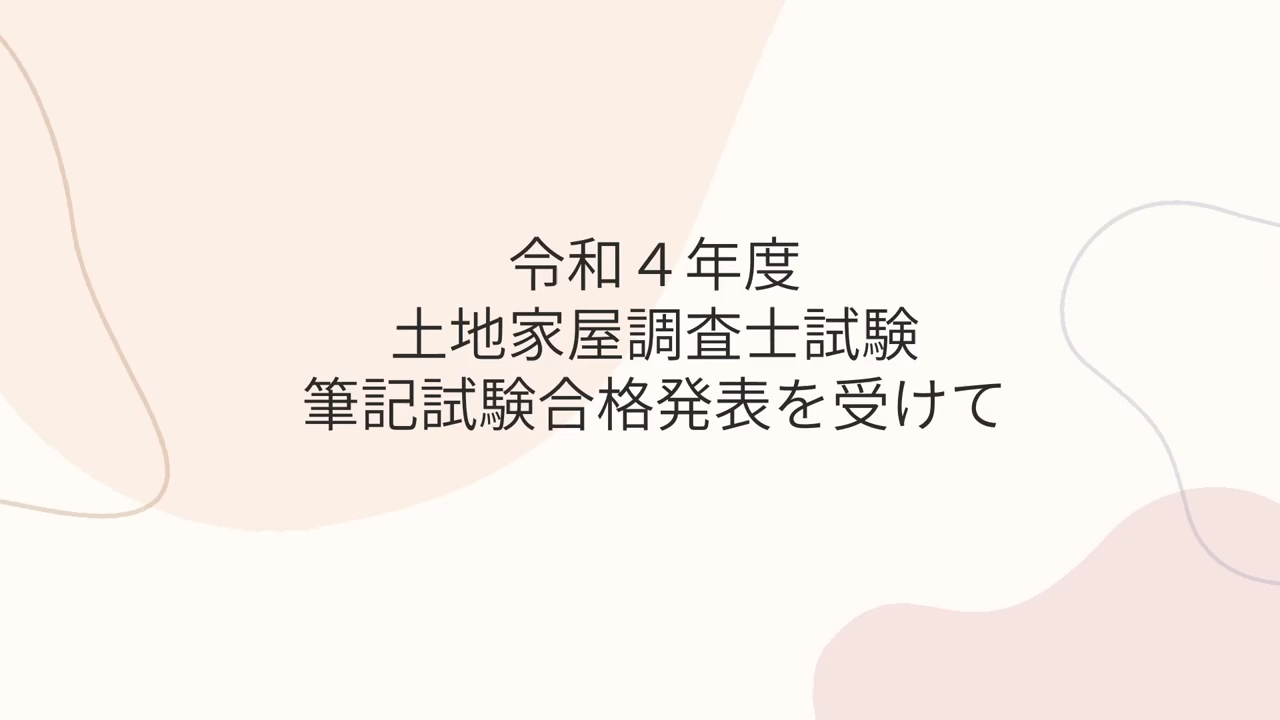 令和４年度
土地家屋調査士試験
筆記試験合格発表を受けて